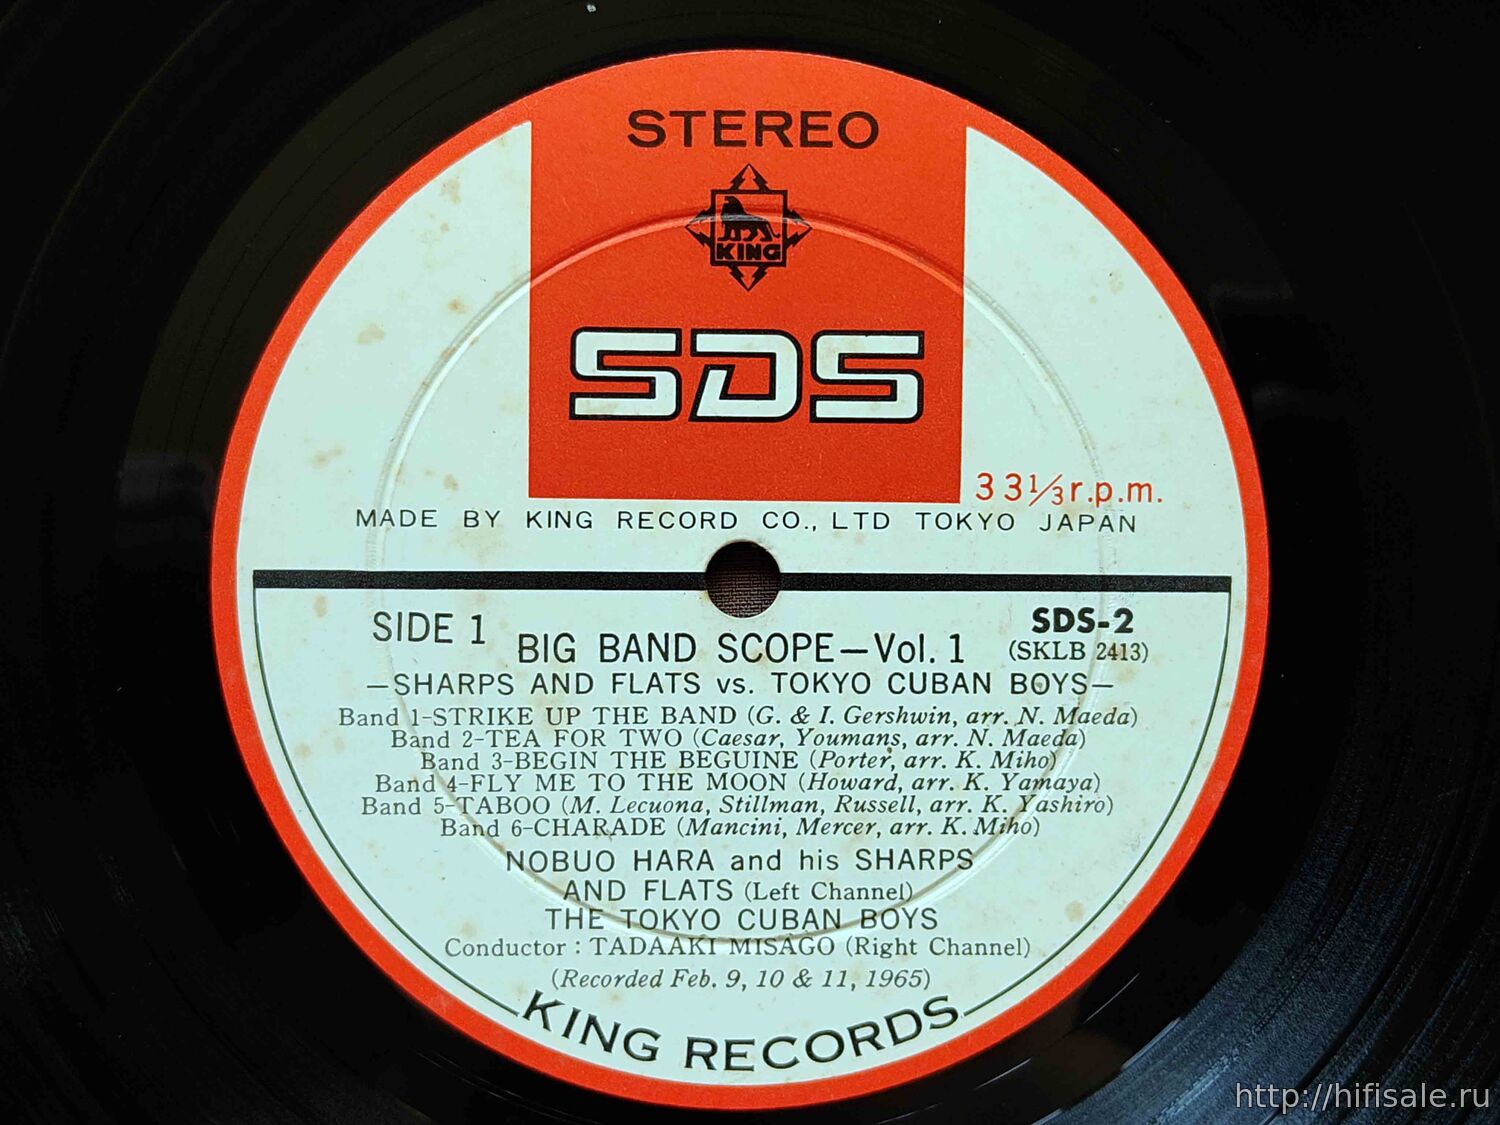 STEREO
KING
SDS
33⅓r.p.m.
MADE BY KING RECORD CO., LTD TOKYO JAPAN
SIDE 1
SDS-2
BIG BAND SCOPE—Vol. 1
(SKLB 2413)
—SHARPS AND FLATS vs. TOKYO CUBAN BOYS—
Band 1-STRIKE UP THE BAND (G. & I. Gershwin, arr. N. Maeda)
Band 2-TEA FOR TWO (Caesar, Youmans, arr. N. Maeda)
Band 3-BEGIN THE BEGUINE (Porter, arr. K. Miho)
Band 4-FLY ME TO THE MOON (Howard, arr. K. Yamaya)
Band 5-TABOO (M. Lecuona, Stillman, Russell, arr. K. Yashiro)
Band 6-CHARADE (Mancini, Mercer, arr. K. Miho)
NOBUO HARA and his SHARPS
AND FLATS (Left Channel)
THE TOKYO CUBAN BOYS
Conductor : TADAAKI MISAGO (Right Channel)
(Recorded Feb. 9, 10 & 11, 1965)
KING RECORDS
http://hifisale.ru